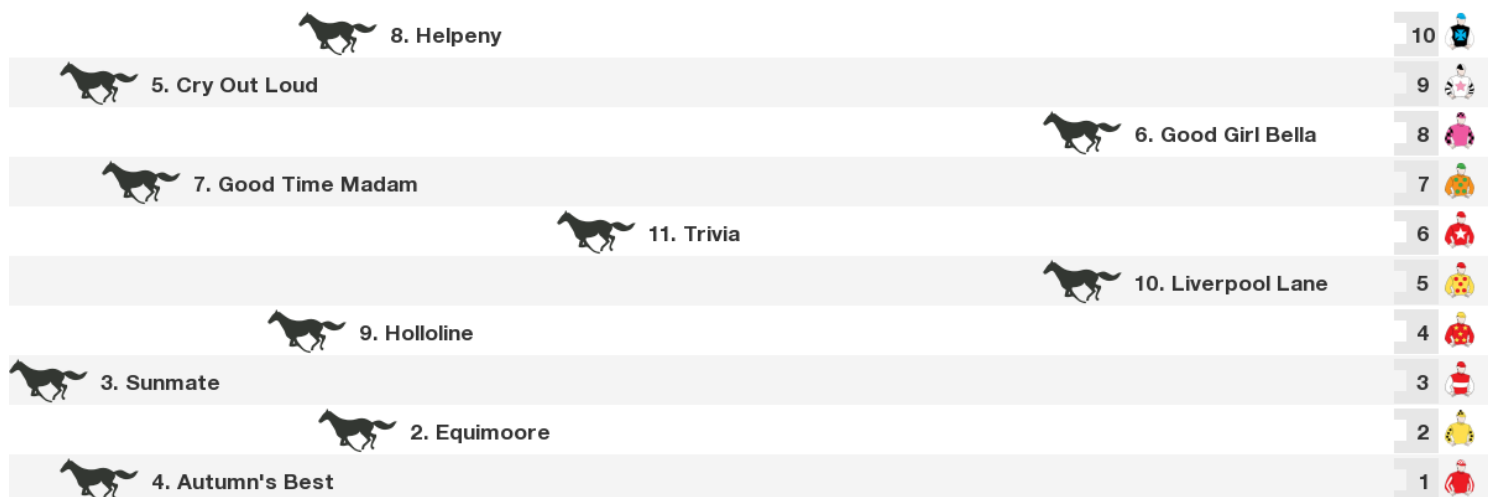 8. Helpeny 10
5. Cry Out Loud 9
6. Good Girl Bella 8
7. Good Time Madam 7
11. Trivia 6
10. Liverpool Lane 5
9. Holloline 4
3. Sunmate 3
2. Equimoore 2
4. Autumn's Best 1